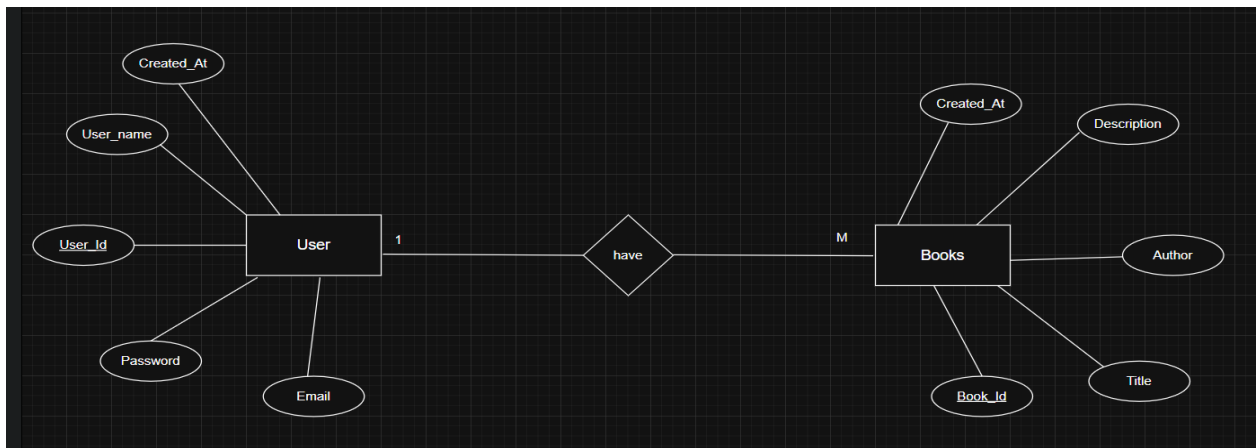 Created_At
User_name
User_Id
User
1
Password
Email
have
M
Created_At
Description
Books
Author
Title
Book_Id